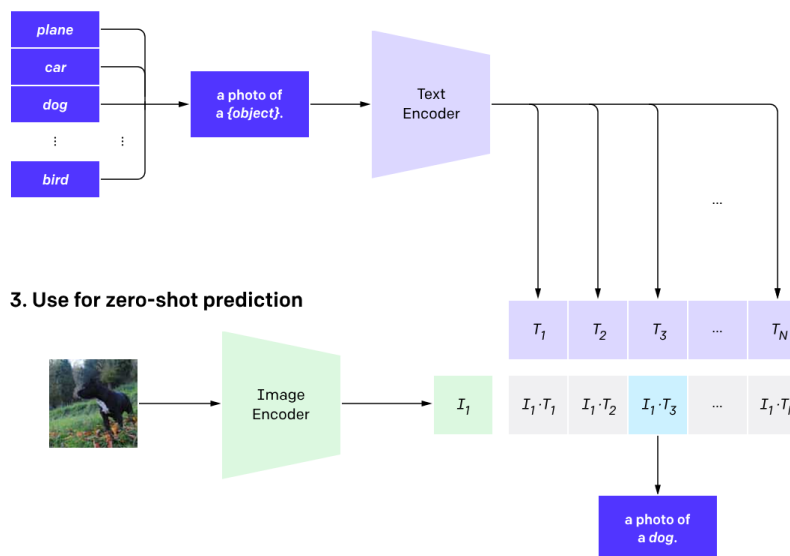 plane
car
dog
⋮
⋮
bird
a photo of
a {object}.
Text
Encoder
...
3. Use for zero-shot prediction
T₁
T₂
T₃
...
T_N
Image
Encoder
I₁
I₁·T₁
I₁·T₂
I₁·T₃
...
a photo of
a dog.